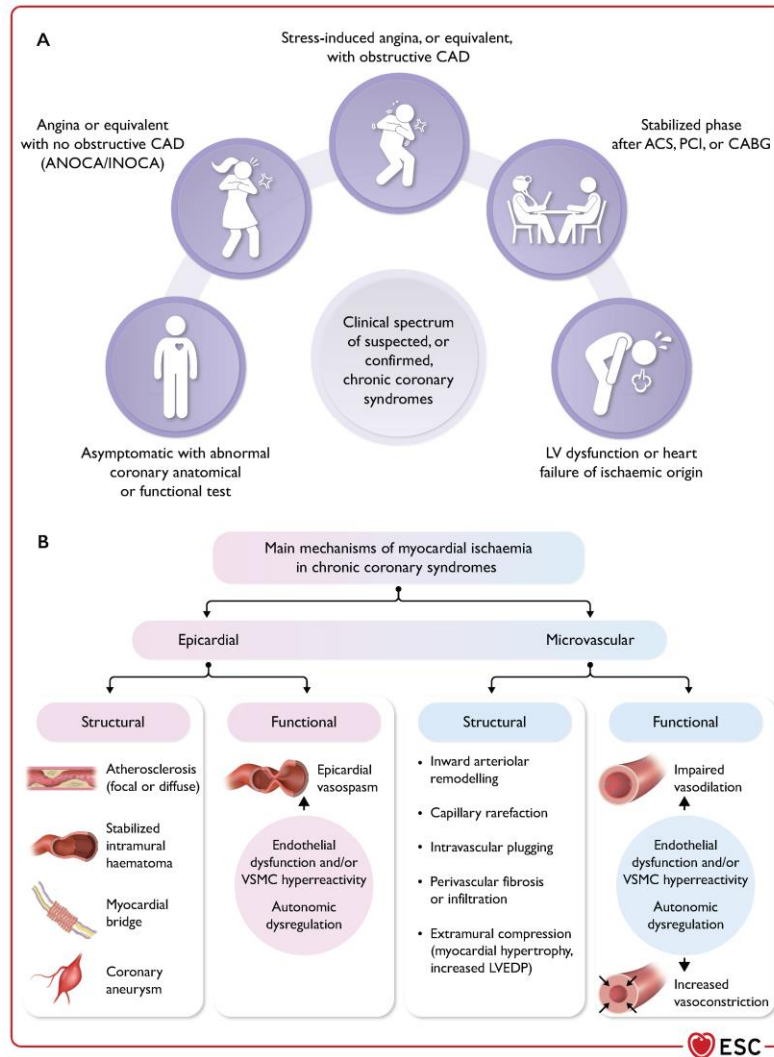 A
Stress-induced angina, or equivalent,
with obstructive CAD
Angina or equivalent
with no obstructive CAD
(ANOCA/INOCA)
Stabilized phase
after ACS, PCI, or CABG
Clinical spectrum
of suspected, or
confirmed,
chronic coronary
syndromes
Asymptomatic with abnormal
coronary anatomical
or functional test
LV dysfunction or heart
failure of ischaemic origin
B
Main mechanisms of myocardial ischaemia
in chronic coronary syndromes
Epicardial
Microvascular
Structural
Atherosclerosis
(focal or diffuse)
Stabilized
intramural
haematoma
Myocardial
bridge
Coronary
aneurysm
Functional
Epicardial
vasospasm
Endothelial
dysfunction and/or
VSMC hyperreactivity
Autonomic
dysregulation
Structural
• Inward arteriolar
remodelling
• Capillary rarefaction
• Intravascular plugging
• Perivascular fibrosis
or infiltration
• Extramural compression
(myocardial hypertrophy,
increased LVEDP)
Functional
Impaired
vasodilation
Endothelial
dysfunction and/or
VSMC hyperreactivity
Autonomic
dysregulation
Increased
vasoconstriction
ESC